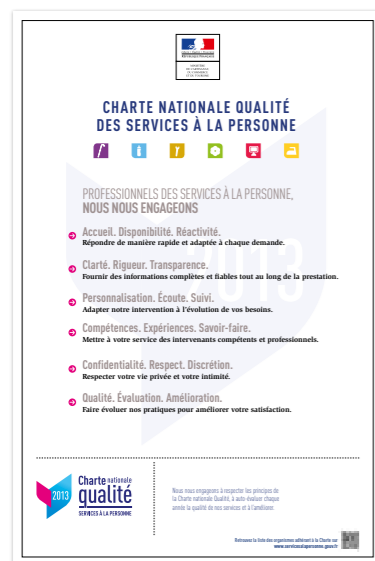 RÉPUBLIQUE FRANÇAISE
CHARTE NATIONALE QUALITÉ
DES SERVICES À LA PERSONNE
PROFESSIONNELS DES SERVICES À LA PERSONNE,
NOUS NOUS ENGAGEONS
Accueil. Disponibilité. Réactivité.
Répondre de manière rapide et adaptée à chaque demande.
Clarté. Rigueur. Transparence.
Fournir des informations complètes et fiables tout au long de la prestation.
Personnalisation. Écoute. Suivi.
Adapter notre intervention à l'évolution de vos besoins.
Compétences. Expériences. Savoir-faire.
Mettre à votre service des intervenants compétents et professionnels.
Confidentialité. Respect. Discrétion.
Respecter votre vie privée et votre intimité.
Qualité. Évaluation. Amélioration.
Faire évoluer nos pratiques pour améliorer votre satisfaction.
2013
2013
Charte nationale
qualité
SERVICES À LA PERSONNE
Nous nous engageons à respecter les principes de
la Charte nationale Qualité, à auto-évaluer chaque
année la qualité de nos services et à l'améliorer.
Retrouvez la liste des organismes adhérant à la Charte sur
www.servicesalapersonne.gouv.fr